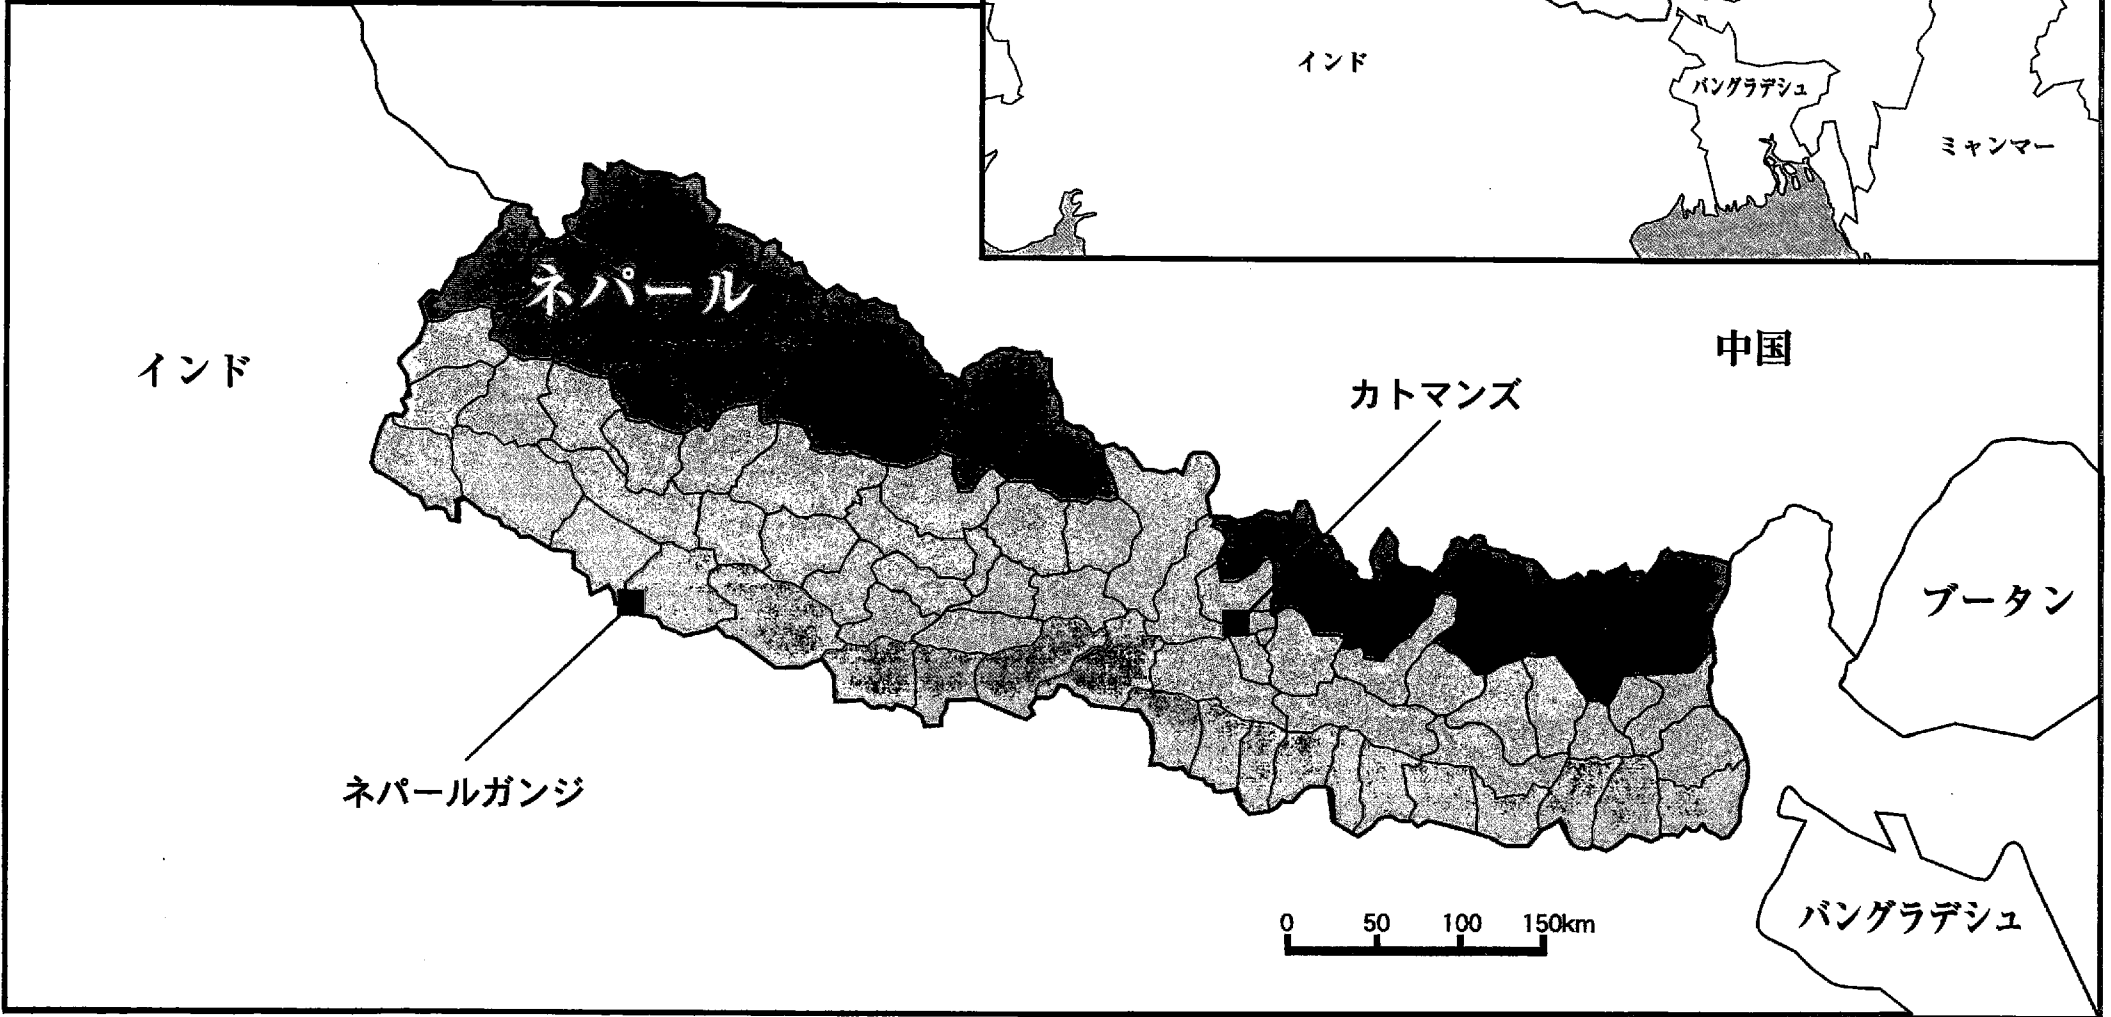 インド
バングラデシュ
ミャンマー
ネパール
インド
中国
カトマンズ
ブータン
ネパールガンジ
0 50 100 150km
バングラデシュ